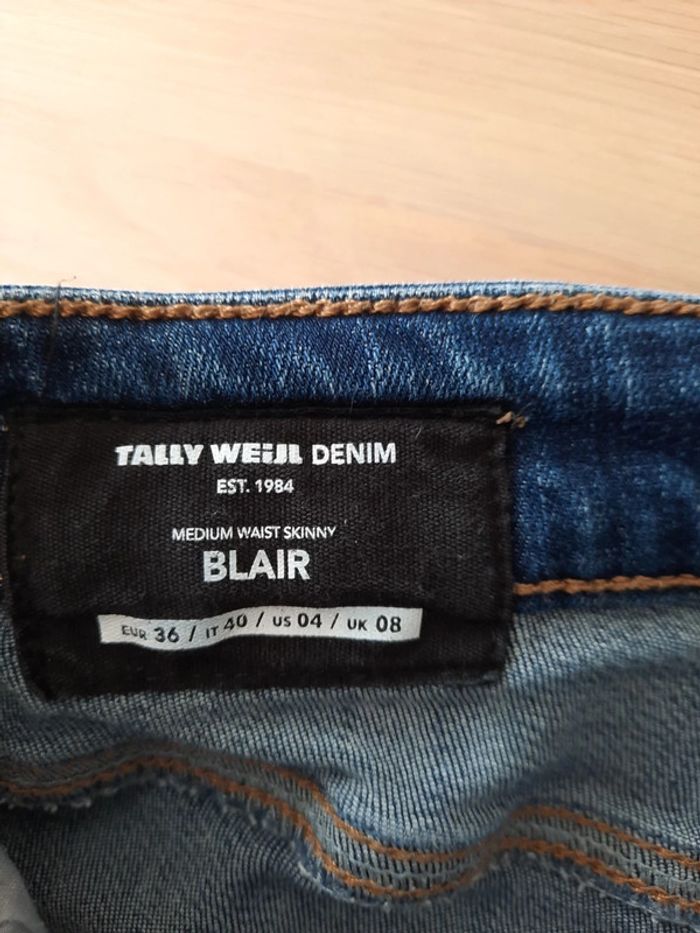 TALLY WEiJL DENIM
EST. 1984
MEDIUM WAIST SKINNY
BLAIR
EUR 36 / IT 40 / US 04 / UK 08